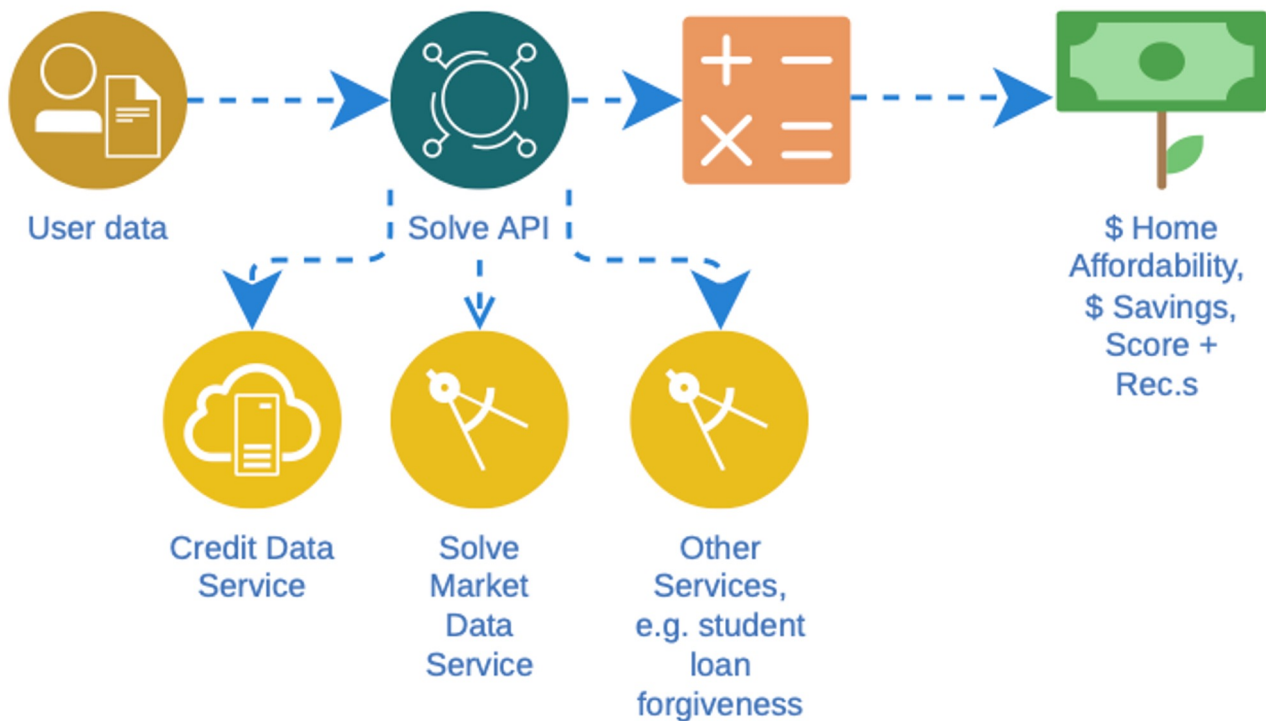 User data
Solve API
$ Home
Affordability,
$ Savings,
Score +
Rec.s
Credit Data
Service
Solve
Market
Data
Service
Other
Services,
e.g. student
loan
forgiveness